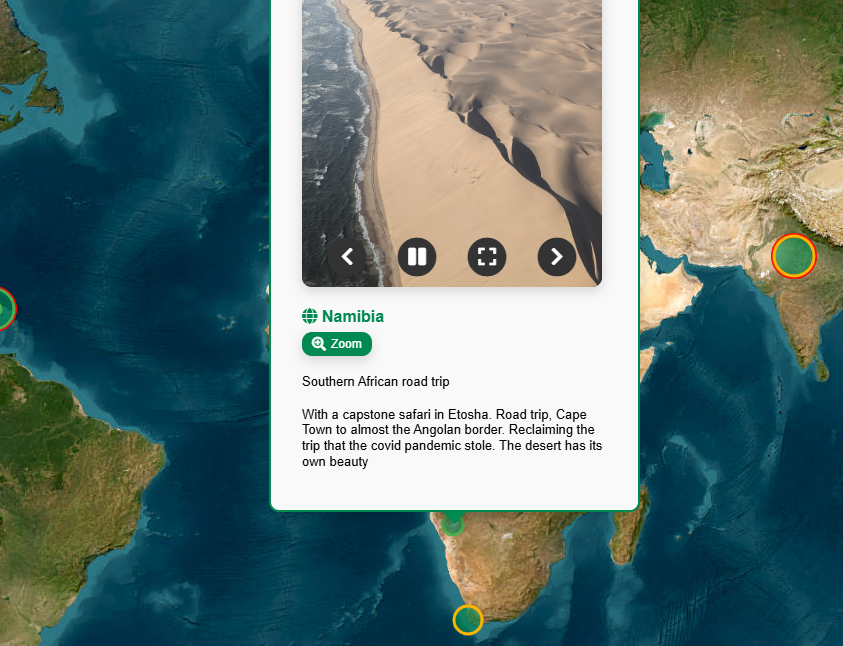 Namibia
Zoom
Southern African road trip
With a capstone safari in Etosha. Road trip, Cape
Town to almost the Angolan border. Reclaiming the
trip that the covid pandemic stole. The desert has its
own beauty